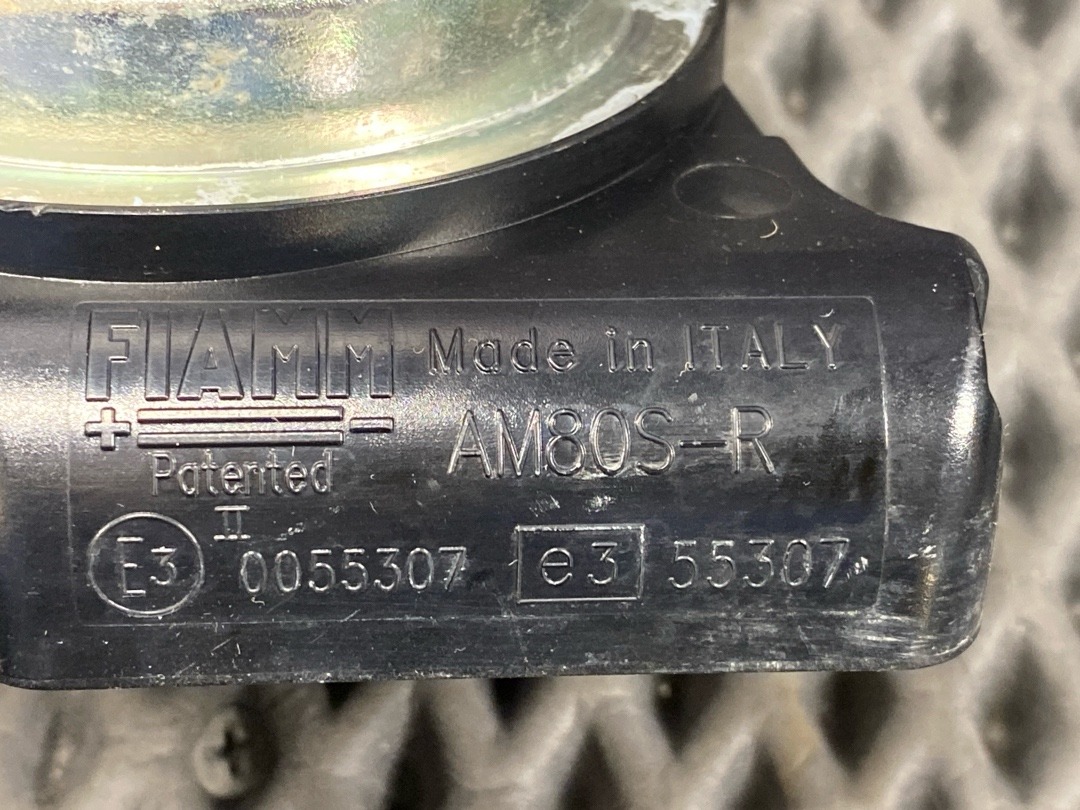 FIAMM Made in ITALY
+ - AM80S-R
Patented
II
E3 0055307 e3 55307